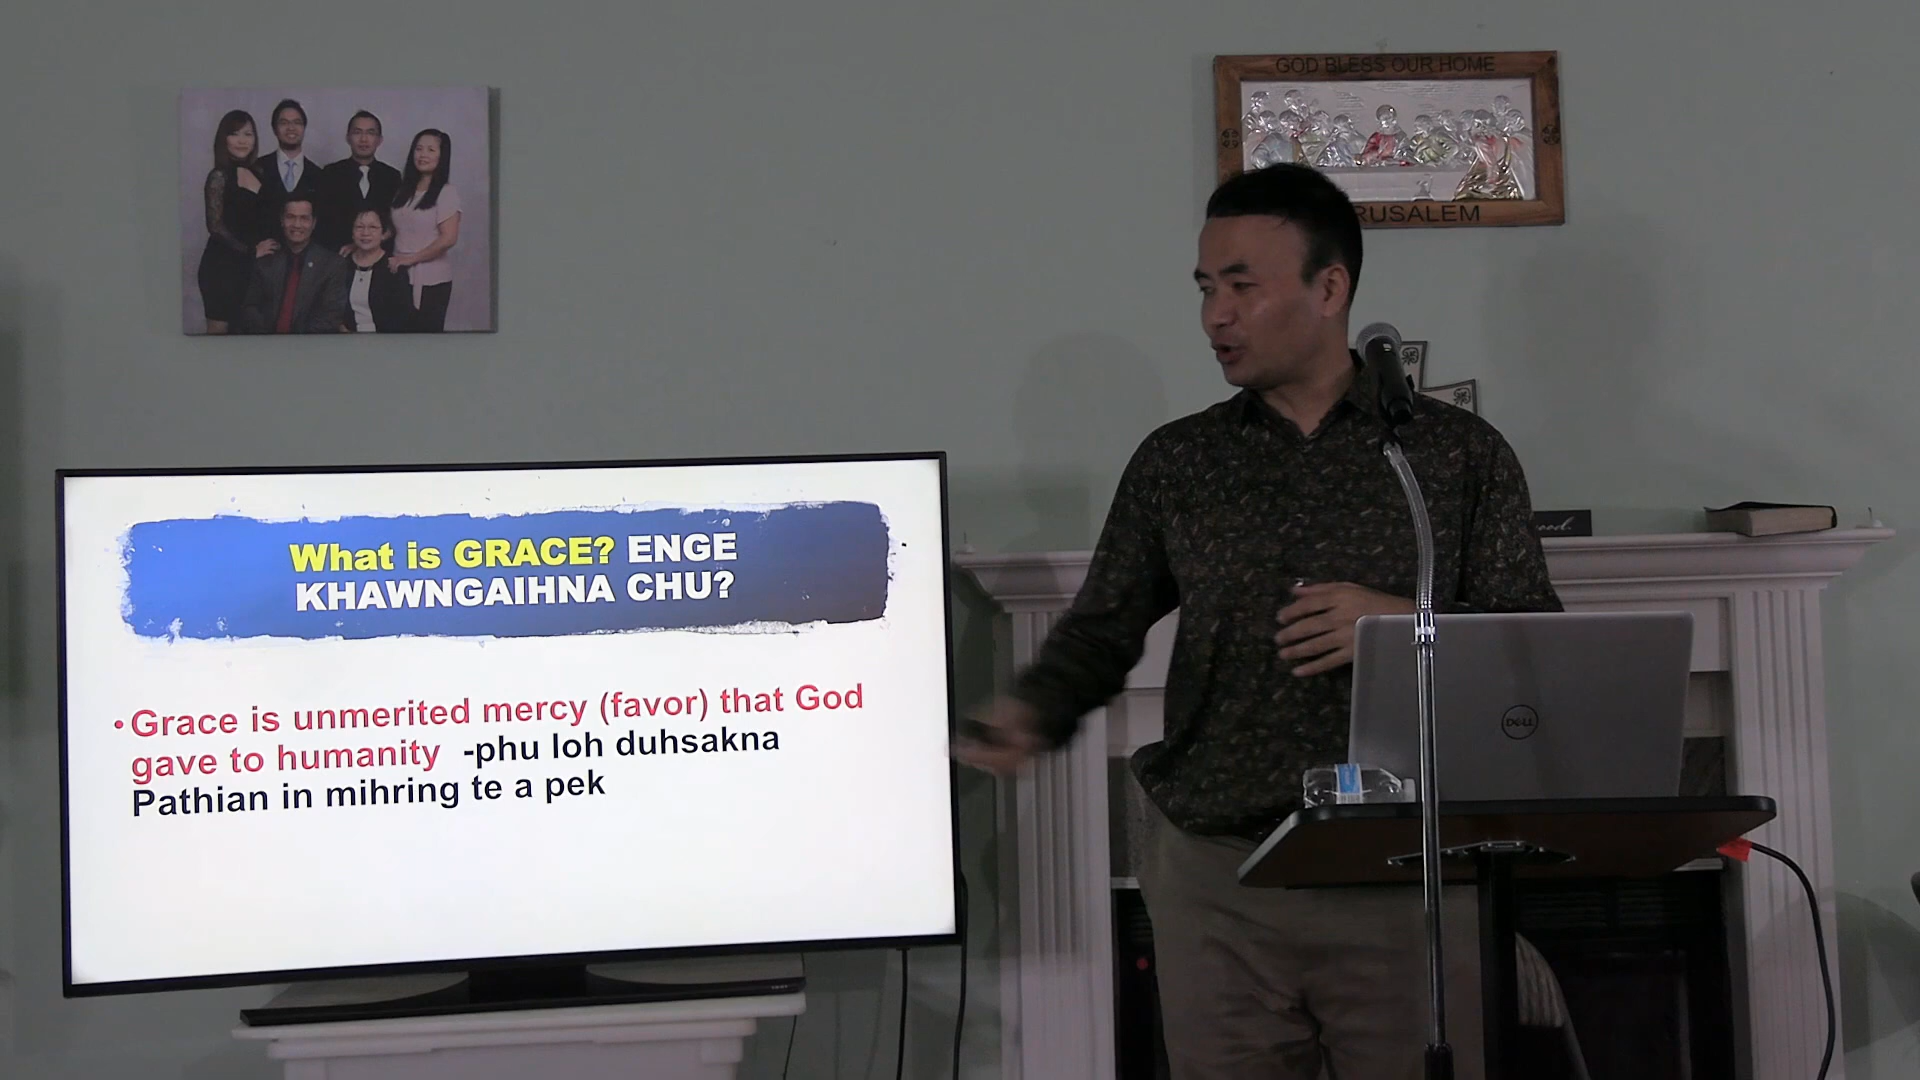 GOD BLESS OUR HOME
RUSALEM
What is GRACE? ENGE
KHAWNGAIHNA CHU?
•Grace is unmerited mercy (favor) that God
gave to humanity -phu loh duhsakna
Pathian in mihring te a pek
DELL